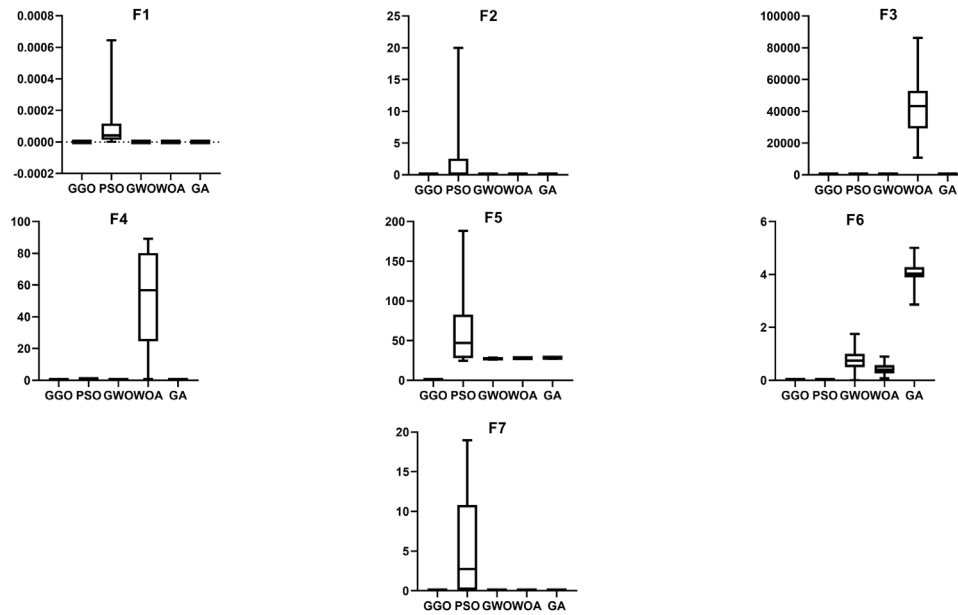 F1
0.0008
0.0006
0.0004
0.0002
0.0000
-0.0002
GGO PSO GWOWOA GA
F2
25
20
15
10
5
0
GGO PSO GWOWOA GA
F3
100000
80000
60000
40000
20000
0
GGO PSO GWOWOA GA
F4
100
80
60
40
20
0
GGO PSO GWOWOA GA
F5
200
150
100
50
0
GGO PSO GWOWOA GA
F6
6
4
2
0
GGO PSO GWOWOA GA
F7
20
15
10
5
0
GGO PSO GWOWOA GA